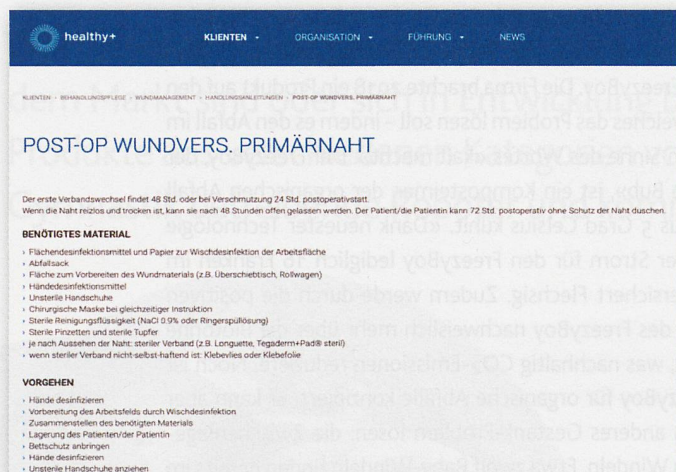 healthy+
KLIENTEN
ORGANISATION
FÜHRUNG
NEWS
KLIENTEN > BEHANDLUNGSPFLEGE > WUNDMANAGEMENT > HANDLUNGSANLEITUNGEN > POST-OP WUNDVERS. PRIMÄRNAHT
POST-OP WUNDVERS. PRIMÄRNAHT
Der erste Verbandswechsel findet 48 Std. oder bei Verschmutzung 24 Std. postoperativstatt.
Wenn die Naht reizlos und trocken ist, kann sie nach 48 Stunden offen gelassen werden. Der Patient/die Patientin kann 72 Std. postoperativ ohne Schutz der Naht duschen.
BENÖTIGTES MATERIAL
› Flächendesinfektionsmittel und Papier zur Wischdesinfektion der Arbeitsfläche
› Abfallsack
› Fläche zum Vorbereiten des Wundmaterials (z.B. Überschiebtisch, Rollwagen)
› Händedesinfektionsmittel
› Unsterile Handschuhe
› Chirurgische Maske bei gleichzeitiger Instruktion
› Sterile Reinigungsflüssigkeit (NaCl 0.9% oder Ringerspüllösung)
› Sterile Pinzetten und sterile Tupfer
› je nach Aussehen der Naht: steriler Verband (z.B. Longuette, Tegaderm+Pad® steril)
› wenn steriler Verband nicht-selbst-haftend ist: Klebevlies oder Klebefolie
VORGEHEN
› Hände desinfizieren
› Vorbereitung des Arbeitsfelds durch Wischdesinfektion
› Zusammenstellen des benötigten Materials
› Lagerung des Patienten/der Patientin
› Bettschutz anbringen
› Hände desinfizieren
› Unsterile Handschuhe anziehen